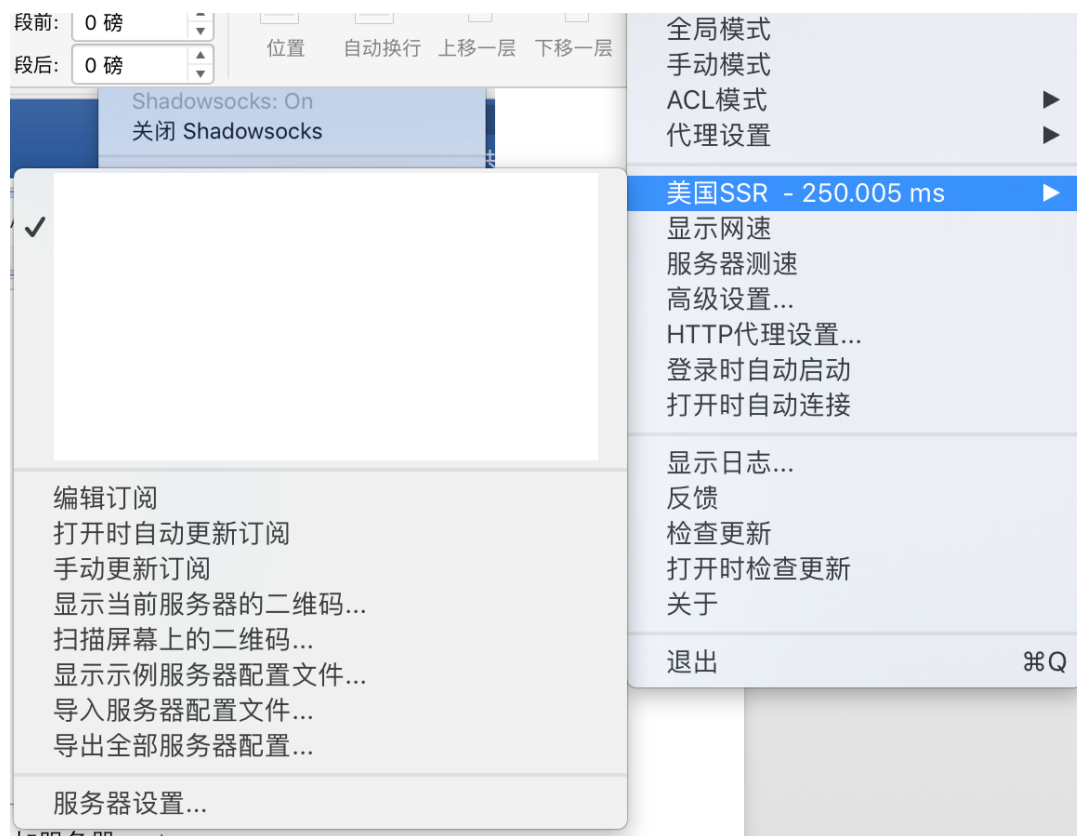 段前: 0 磅
段后: 0 磅
位置 自动换行 上移一层 下移一层
Shadowsocks: On
关闭 Shadowsocks
全局模式
手动模式
ACL模式
代理设置
美国SSR - 250.005 ms
显示网速
服务器测速
高级设置...
HTTP代理设置...
登录时自动启动
打开时自动连接
显示日志...
反馈
检查更新
打开时检查更新
关于
退出 ⌘Q
编辑订阅
打开时自动更新订阅
手动更新订阅
显示当前服务器的二维码...
扫描屏幕上的二维码...
显示示例服务器配置文件...
导入服务器配置文件...
导出全部服务器配置...
服务器设置...